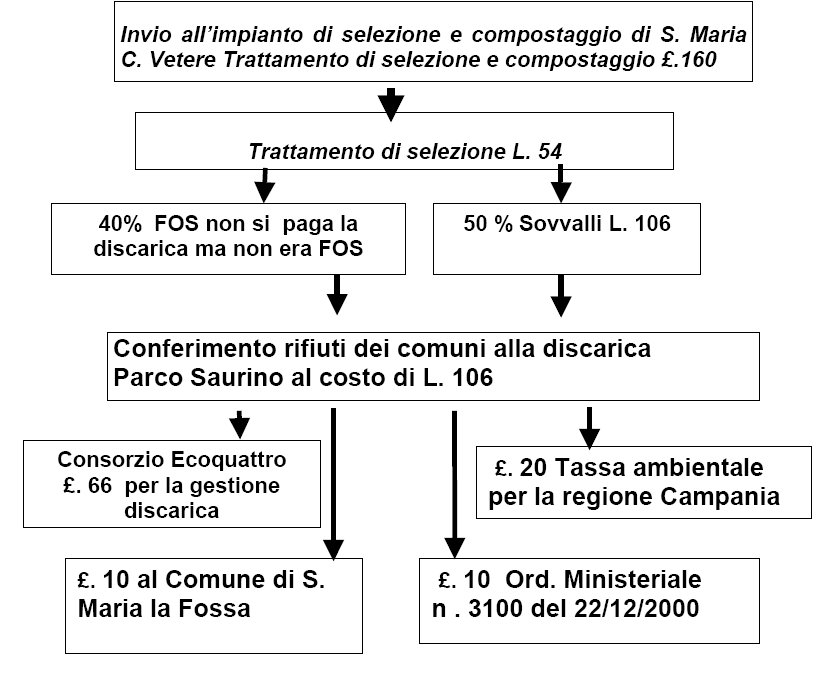 Invio all’impianto di selezione e compostaggio di S. Maria
C. Vetere Trattamento di selezione e compostaggio £.160
Trattamento di selezione L. 54
40% FOS non si paga la
discarica ma non era FOS
50 % Sovvalli L. 106
Conferimento rifiuti dei comuni alla discarica
Parco Saurino al costo di L. 106
Consorzio Ecoquattro
£. 66 per la gestione
discarica
£. 20 Tassa ambientale
per la regione Campania
£. 10 al Comune di S.
Maria la Fossa
£. 10 Ord. Ministeriale
n . 3100 del 22/12/2000